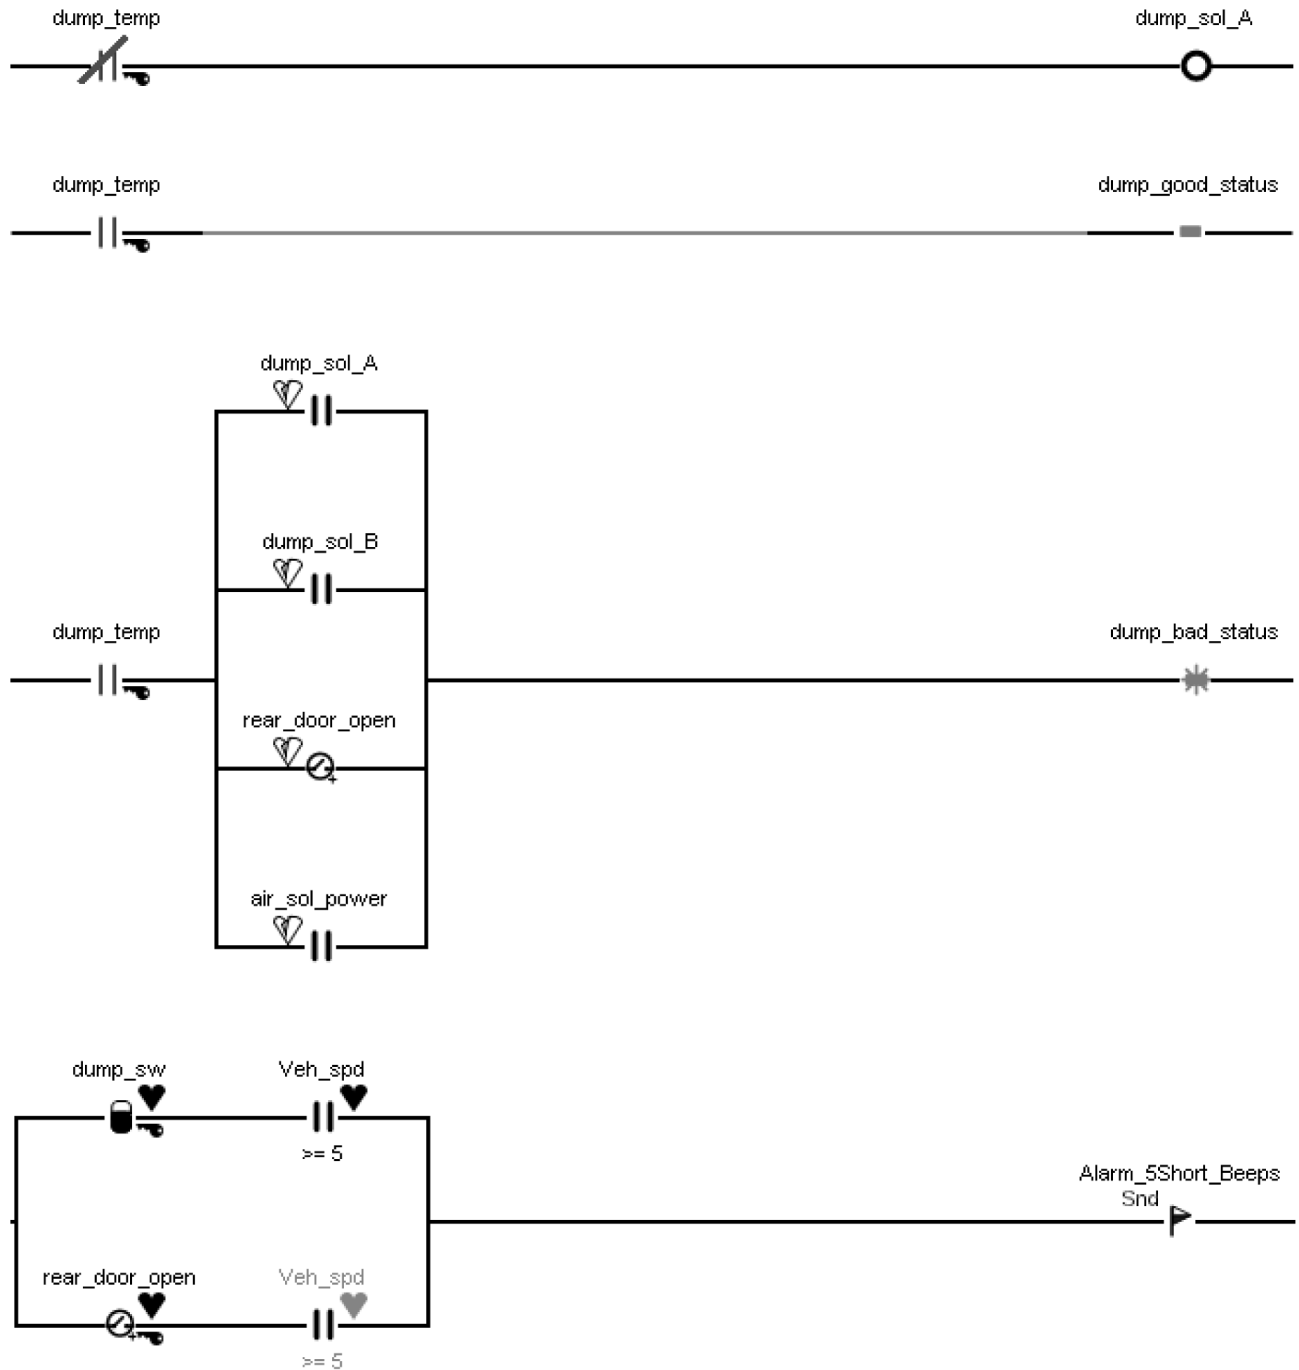 dump_temp dump_sol_A
dump_temp dump_good_status
dump_sol_A
dump_sol_B
dump_temp dump_bad_status
rear_door_open
air_sol_power
dump_sw Veh_spd
>= 5
Alarm_5Short_Beeps
Snd
rear_door_open Veh_spd
>= 5